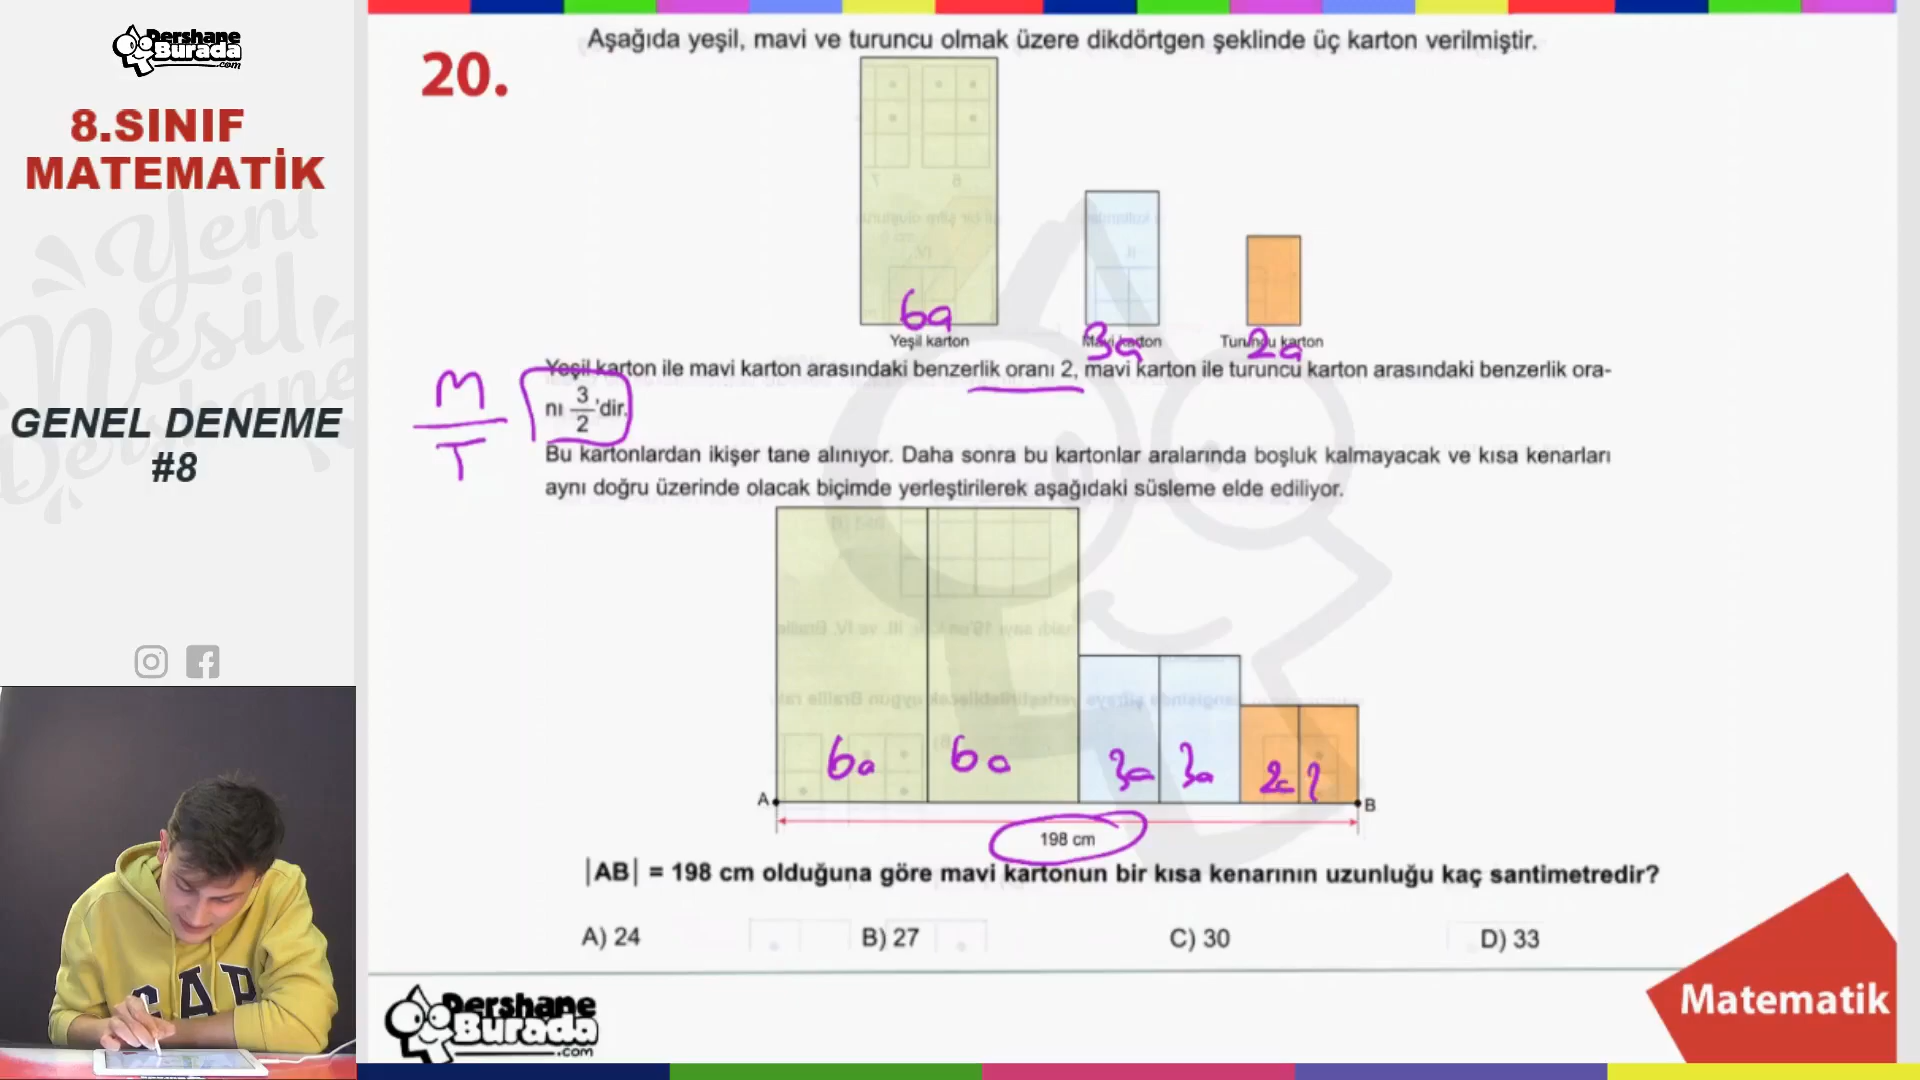 Dershane
Burada
.com
8.SINIF
MATEMATİK
Yeni
Nesil
Dershane
GENEL DENEME
#8
20.
Aşağıda yeşil, mavi ve turuncu olmak üzere dikdörtgen şeklinde üç karton verilmiştir.
6a
3a
2a
Yeşil karton
Mavi karton
Turuncu karton
Yeşil karton ile mavi karton arasındaki benzerlik oranı 2, mavi karton ile turuncu karton arasındaki benzerlik ora-
nı 3/2 'dir.
M
T
Bu kartonlardan ikişer tane alınıyor. Daha sonra bu kartonlar aralarında boşluk kalmayacak ve kısa kenarları
aynı doğru üzerinde olacak biçimde yerleştirilerek aşağıdaki süsleme elde ediliyor.
6a 6a 3a 3a 2a 2
A B
198 cm
|AB| = 198 cm olduğuna göre mavi kartonun bir kısa kenarının uzunluğu kaç santimetredir?
A) 24 B) 27 C) 30 D) 33
GAP
Dershane
Burada
.com
Matematik